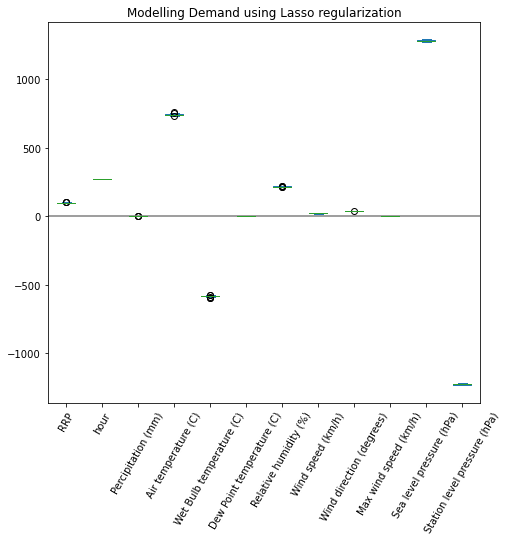 Modelling Demand using Lasso regularization
1000
500
0
−500
−1000
RRP
hour
Percipitation (mm)
Air temperature (C)
Wet Bulb temperature (C)
Dew Point temperature (C)
Relative humidity (%)
Wind speed (km/h)
Wind direction (degrees)
Max wind speed (km/h)
Sea level pressure (hPa)
Station level pressure (hPa)